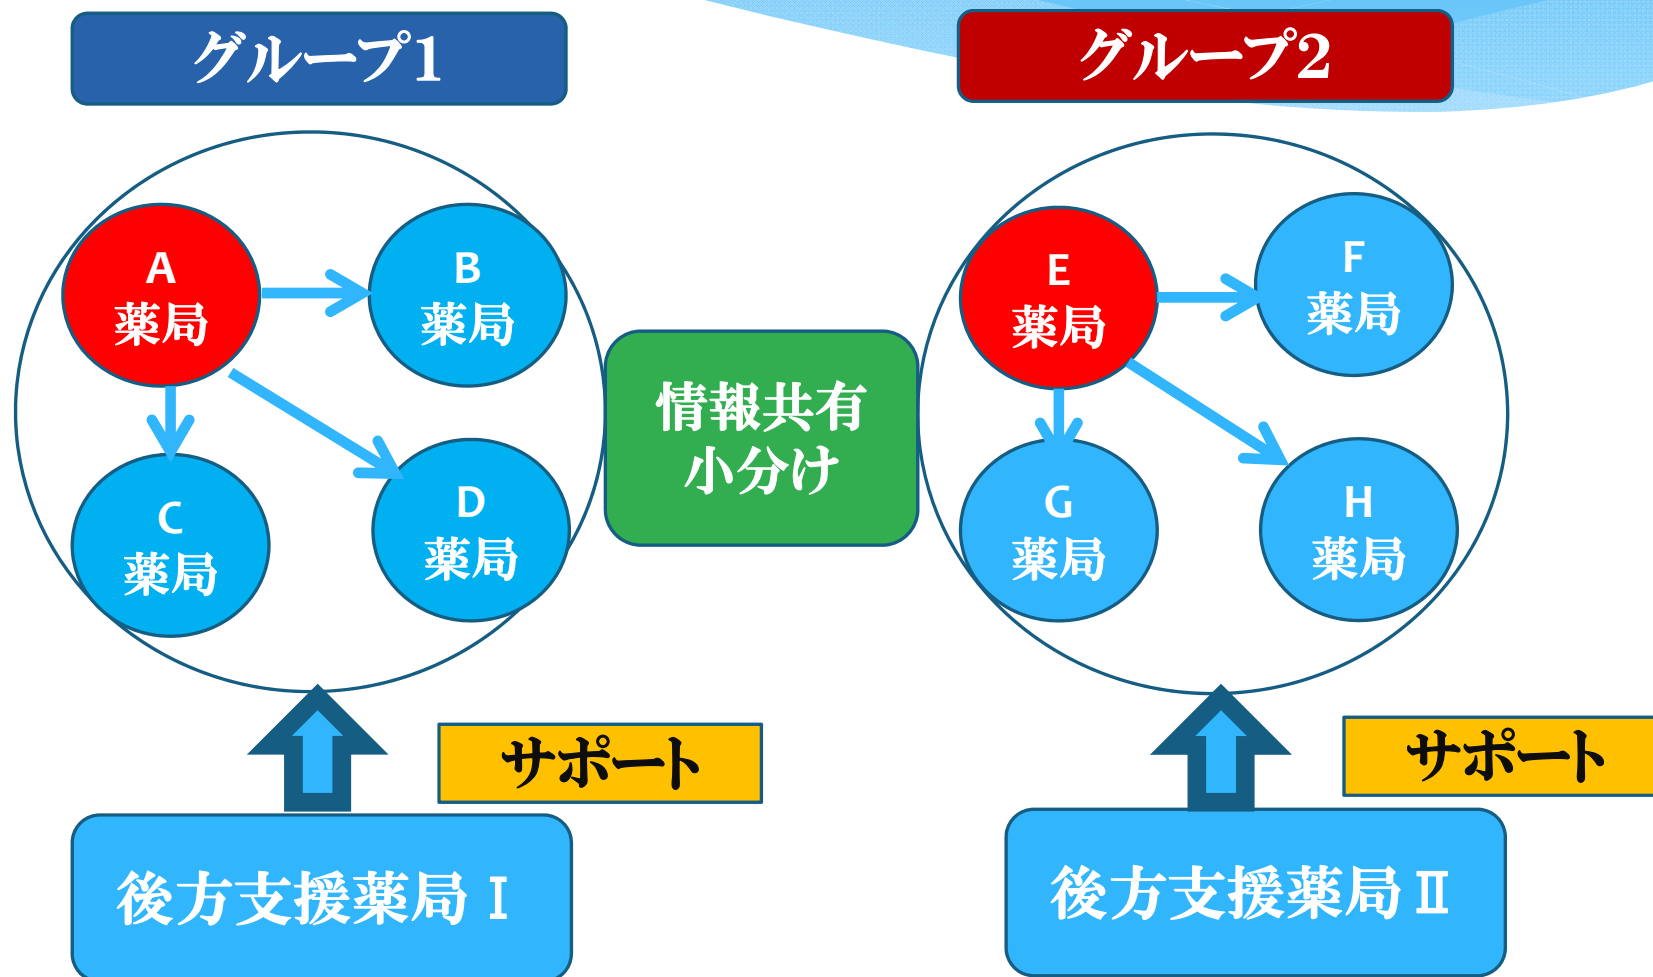 グループ1
グループ2
A
薬局
B
薬局
C
薬局
D
薬局
情報共有
小分け
E
薬局
F
薬局
G
薬局
H
薬局
サポート
サポート
後方支援薬局Ⅰ
後方支援薬局Ⅱ